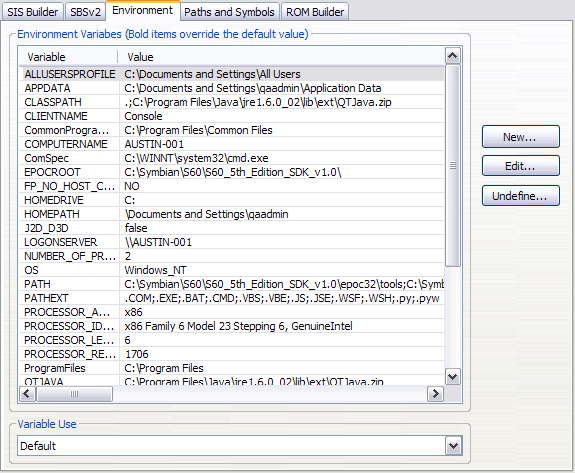 SIS Builder SBSv2 Environment Paths and Symbols ROM Builder
Environment Varaibes (Bold items override the default value)
Variable Value
ALLUSERSPROFILE C:\Documents and Settings\All Users
APPDATA C:\Documents and Settings\qaadmin\Application Data
CLASSPATH .;C:\Program Files\Java\jre1.6.0_02\lib\ext\QTJava.zip
CLIENTNAME Console
CommonProgra... C:\Program Files\Common Files
COMPUTERNAME AUSTIN-001
ComSpec C:\WINNT\system32\cmd.exe
EPOCROOT C:\Symbian\S60\S60_5th_Edition_SDK_v1.0\
FP_NO_HOST_C... NO
HOMEDRIVE C:
HOMEPATH \Documents and Settings\qaadmin
J2D_D3D false
LOGONSERVER \\AUSTIN-001
NUMBER_OF_PR... 2
OS Windows_NT
PATH C:\Symbian\S60\S60_5th_Edition_SDK_v1.0\epoc32\tools;C:\Symb
PATHEXT .COM;.EXE;.BAT;.CMD;.VBS;.VBE;.JS;.JSE;.WSF;.WSH;.py;.pyw
PROCESSOR_A... x86
PROCESSOR_ID... x86 Family 6 Model 23 Stepping 6, GenuineIntel
PROCESSOR_LE... 6
PROCESSOR_RE... 1706
ProgramFiles C:\Program Files
QTJAVA C:\Program Files\Java\jre1.6.0_02\lib\ext\QTJava.zip
New...
Edit...
Undefine...
Variable Use
Default